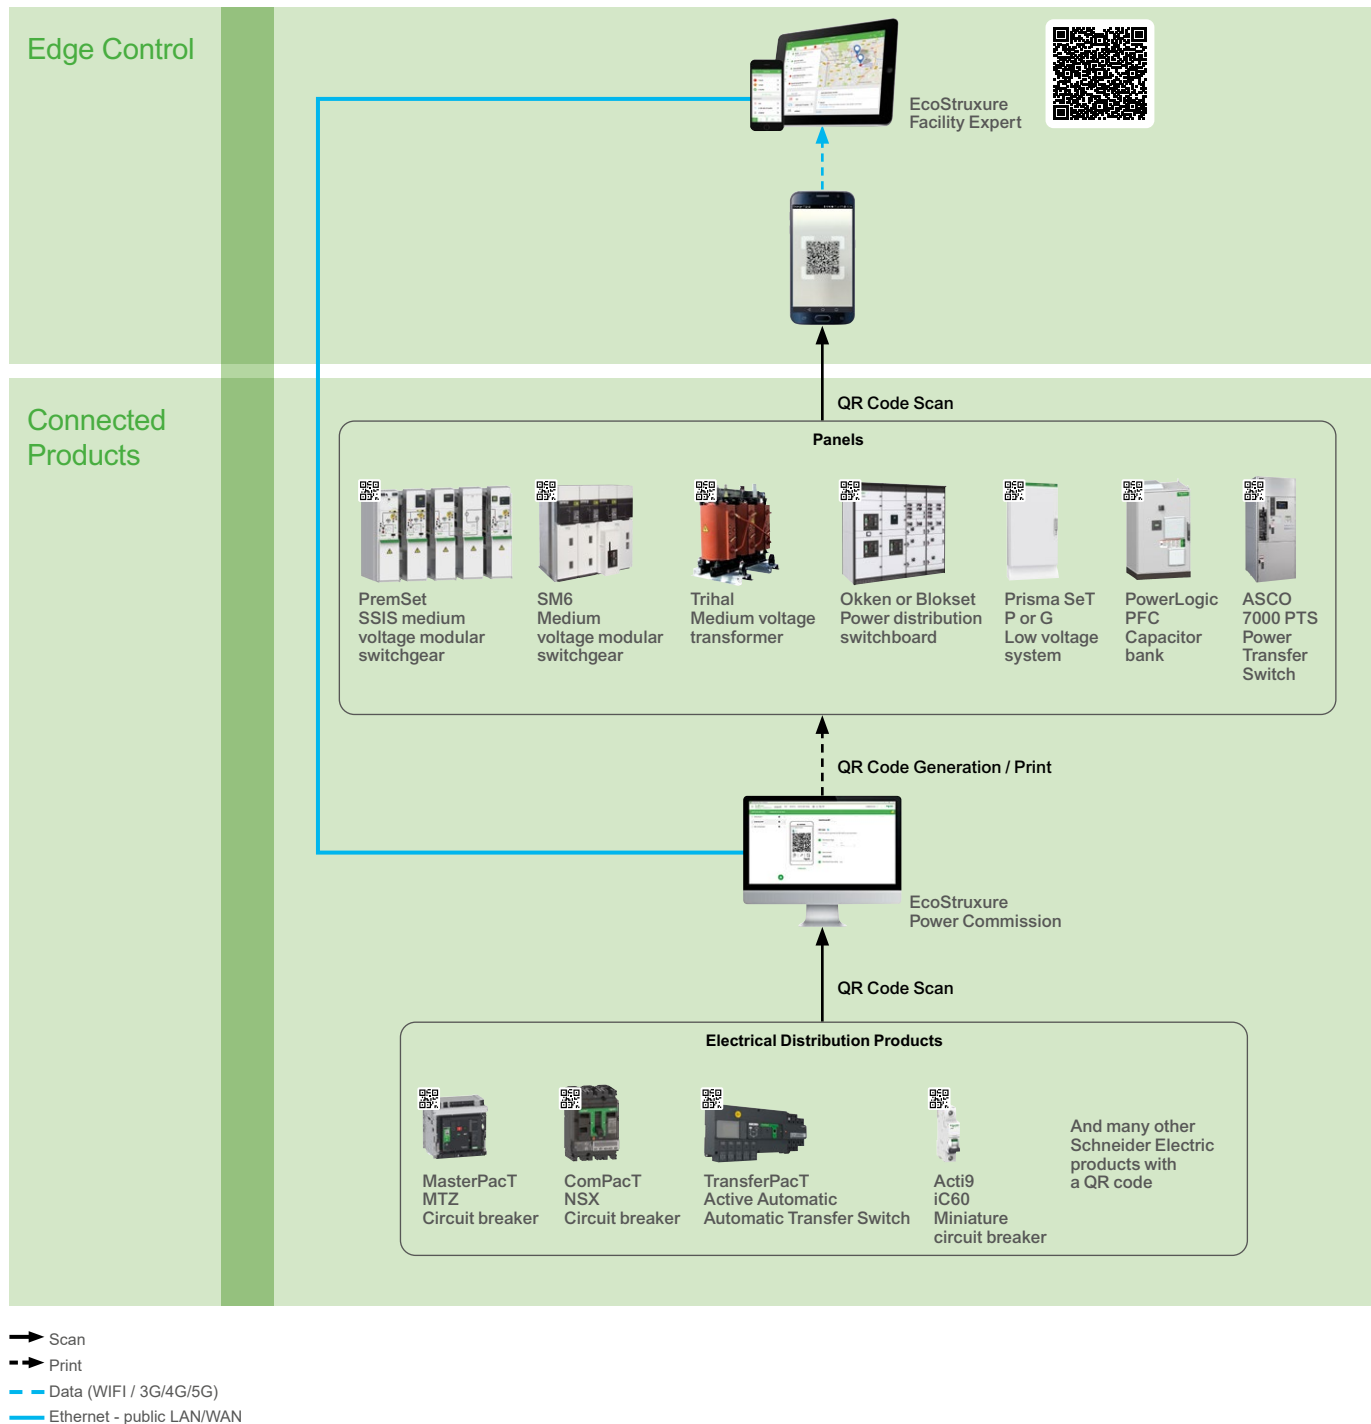 Edge Control
EcoStruxure
Facility Expert
Connected
Products
QR Code Scan
Panels
PremSet
SSIS medium
voltage modular
switchgear
SM6
Medium
voltage modular
switchgear
Trihal
Medium voltage
transformer
Okken or Blokset
Power distribution
switchboard
Prisma SeT
P or G
Low voltage
system
PowerLogic
PFC
Capacitor
bank
ASCO
7000 PTS
Power
Transfer
Switch
QR Code Generation / Print
EcoStruxure
Power Commission
QR Code Scan
Electrical Distribution Products
MasterPacT
MTZ
Circuit breaker
ComPacT
NSX
Circuit breaker
TransferPacT
Active Automatic
Automatic Transfer Switch
Acti9
iC60
Miniature
circuit breaker
And many other
Schneider Electric
products with
a QR code
Scan
Print
Data (WIFI / 3G/4G/5G)
Ethernet - public LAN/WAN